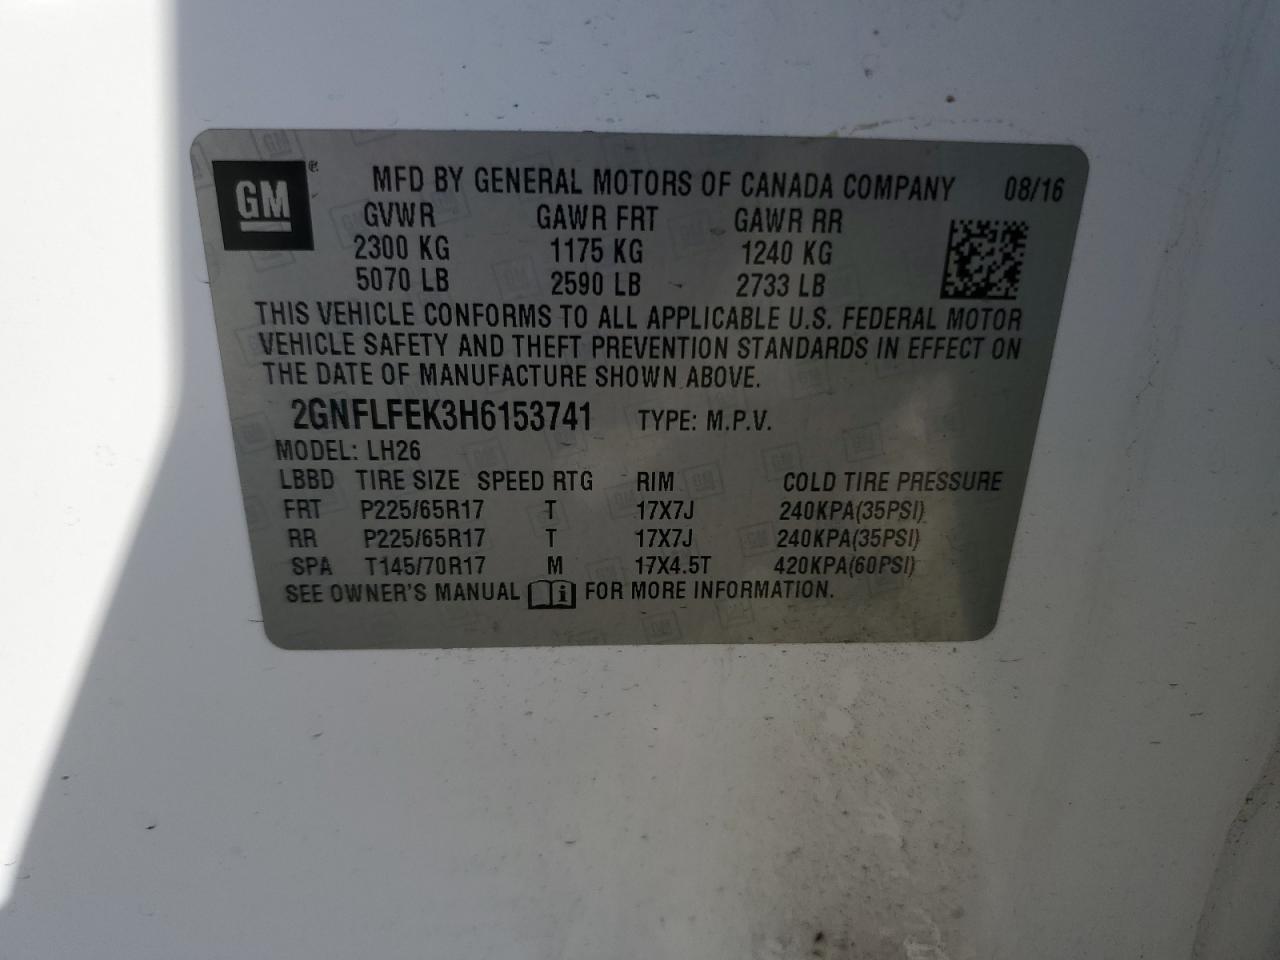 GM®
MFD BY GENERAL MOTORS OF CANADA COMPANY 08/16
GVWR GAWR FRT GAWR RR
2300 KG 1175 KG 1240 KG
5070 LB 2590 LB 2733 LB
THIS VEHICLE CONFORMS TO ALL APPLICABLE U.S. FEDERAL MOTOR
VEHICLE SAFETY AND THEFT PREVENTION STANDARDS IN EFFECT ON
THE DATE OF MANUFACTURE SHOWN ABOVE.
2GNFLFEK3H6153741 TYPE: M.P.V.
MODEL: LH26
LBBD TIRE SIZE SPEED RTG RIM COLD TIRE PRESSURE
FRT P225/65R17 T 17X7J 240KPA(35PSI)
RR P225/65R17 T 17X7J 240KPA(35PSI)
SPA T145/70R17 M 17X4.5T 420KPA(60PSI)
SEE OWNER'S MANUAL i FOR MORE INFORMATION.